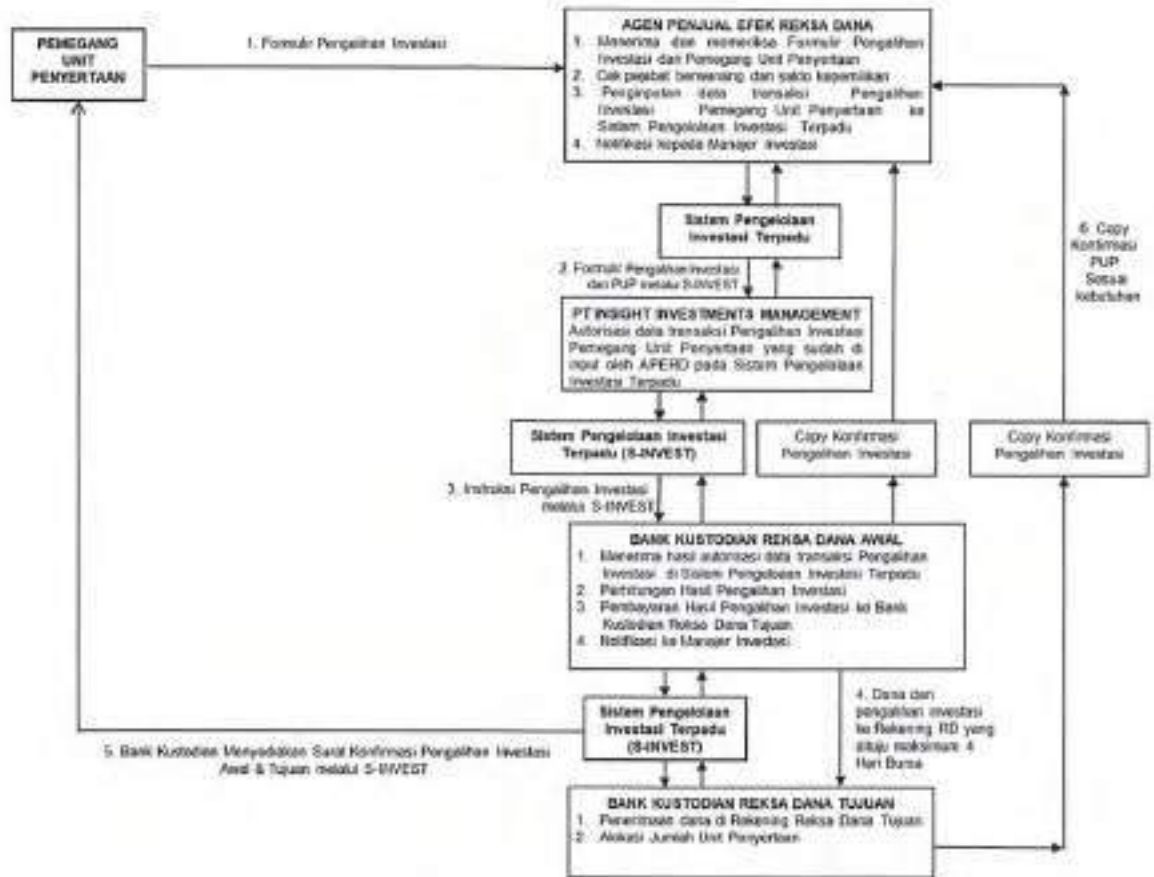 PEMEGANG
UNIT
PENYERTAAN
1. Formulir Pengalihan Investasi
AGEN PENJUAL EFEK REKSA DANA
1. Menerima dan memeriksa Formulir Pengalihan
Investasi dari Pemegang Unit Penyertaan
2. Cek pejabat berwenang dan saldo kepemilikan
3. Penginputan data transaksi Pengalihan
Investasi Pemegang Unit Penyertaan ke
Sistem Pengelolaan Investasi Terpadu
4. Notifikasi kepada Manajer Investasi
Sistem Pengelolaan
Investasi Terpadu
2. Formulir Pengalihan Investasi
dari PUP melalui S-INVEST
6. Copy
Konfirmasi
PUP
Sesuai
kebutuhan
PT INSIGHT INVESTMENTS MANAGEMENT
Autorisasi data transaksi Pengalihan Investasi
Pemegang Unit Penyertaan yang sudah di
input oleh APERD pada Sistem Pengelolaan
Investasi Terpadu
Sistem Pengelolaan Investasi
Terpadu (S-INVEST)
Copy Konfirmasi
Pengalihan Investasi
Copy Konfirmasi
Pengalihan Investasi
3. Instruksi Pengalihan Investasi
melalui S-INVEST
BANK KUSTODIAN REKSA DANA AWAL
1. Menerima hasil autorisasi data transaksi Pengalihan
Investasi di Sistem Pengelolaan Investasi Terpadu
2. Perhitungan Hasil Pengalihan Investasi
3. Pembayaran Hasil Pengalihan Investasi ke Bank
Kustodian Reksa Dana Tujuan
4. Notifikasi ke Manajer Investasi
Sistem Pengelolaan
Investasi Terpadu
(S-INVEST)
4. Dana dari
pengalihan investasi
ke Rekening RD yang
dituju maksimum 4
Hari Bursa
5. Bank Kustodian Menyediakan Surat Konfirmasi Pengalihan Investasi
Awal & Tujuan melalui S-INVEST
BANK KUSTODIAN REKSA DANA TUJUAN
1. Penerimaan dana di Rekening Reksa Dana Tujuan
2. Alokasi Jumlah Unit Penyertaan